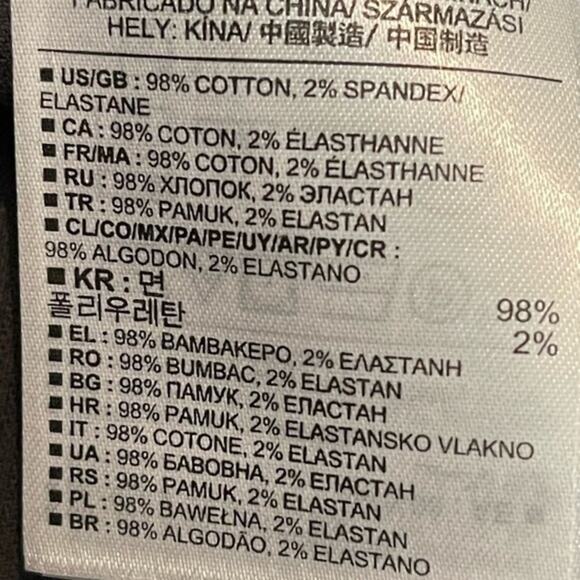 FABRICADO NA CHINA/ SZÁRMAZÁSI
HELY: KÍNA/ 中國製造/ 中国制造
■ US/GB : 98% COTTON, 2% SPANDEX/
ELASTANE
■ CA : 98% COTON, 2% ÉLASTHANNE
■ FR/MA : 98% COTON, 2% ÉLASTHANNE
■ RU : 98% ХЛОПОК, 2% ЭЛАСТАН
■ TR : 98% PAMUK, 2% ELASTAN
■ CL/CO/MX/PA/PE/UY/AR/PY/CR :
98% ALGODON, 2% ELASTANO
■ KR : 면 98%
폴리우레탄 2%
■ EL : 98% ΒΑΜΒΑΚΕΡΟ, 2% ΕΛΑΣΤΑΝΗ
■ RO : 98% BUMBAC, 2% ELASTAN
■ BG : 98% ПАМУК, 2% ЕЛАСТАН
■ HR : 98% PAMUK, 2% ELASTANSKO VLAKNO
■ IT : 98% COTONE, 2% ELASTAN
■ UA : 98% БАВОВНА, 2% ЕЛАСТАН
■ RS : 98% PAMUK, 2% ELASTAN
■ PL : 98% BAWEŁNA, 2% ELASTAN
■ BR : 98% ALGODÃO, 2% ELASTANO